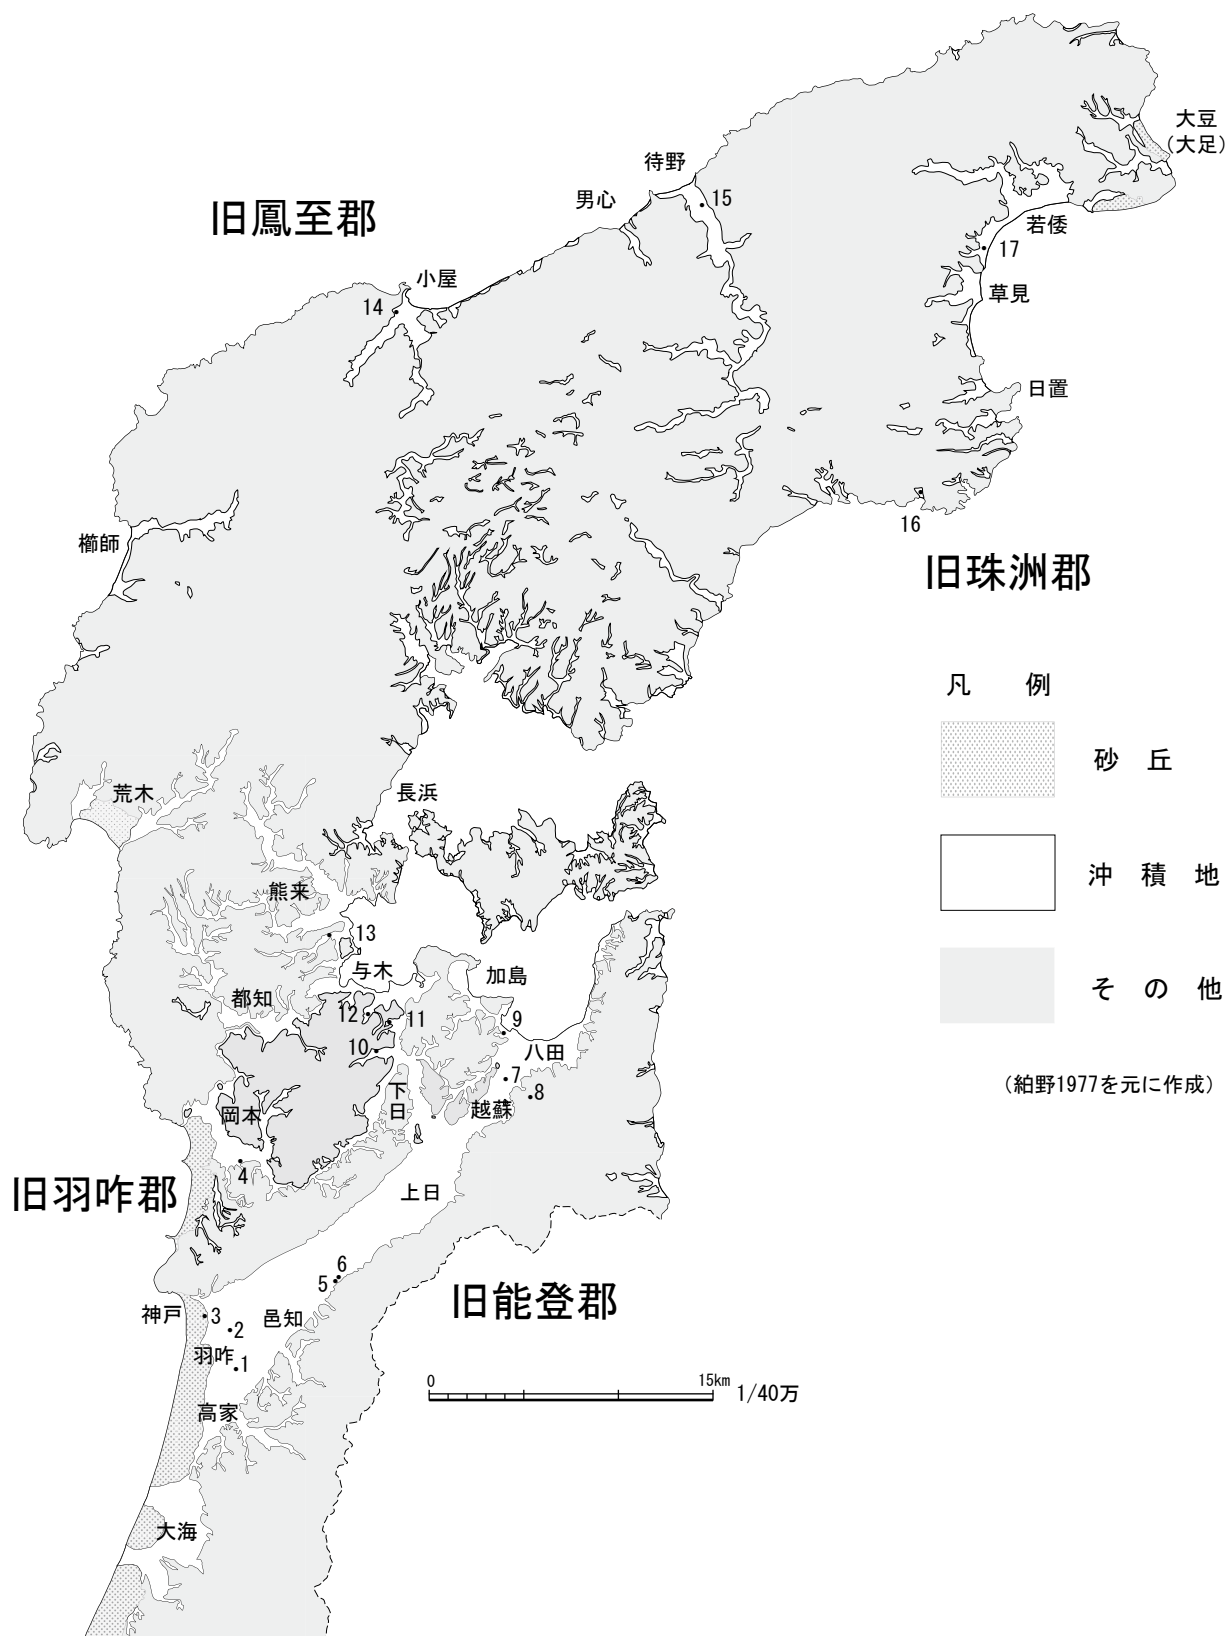 大豆
(大足)
待野
男心
15
旧鳳至郡
若倭
17
小屋
草見
14
日置
16
櫛師
旧珠洲郡
凡 例
砂 丘
荒木
長浜
沖 積 地
熊来
13
与木
加島
都知
12
11
9
そ の 他
10
八田
7
8
下日
越蘇
岡本
(絈野1977を元に作成)
4
旧羽咋郡
上日
6
5
旧能登郡
神戸
3
2
邑知
羽咋
1
0
15km
1/40万
高家
大海